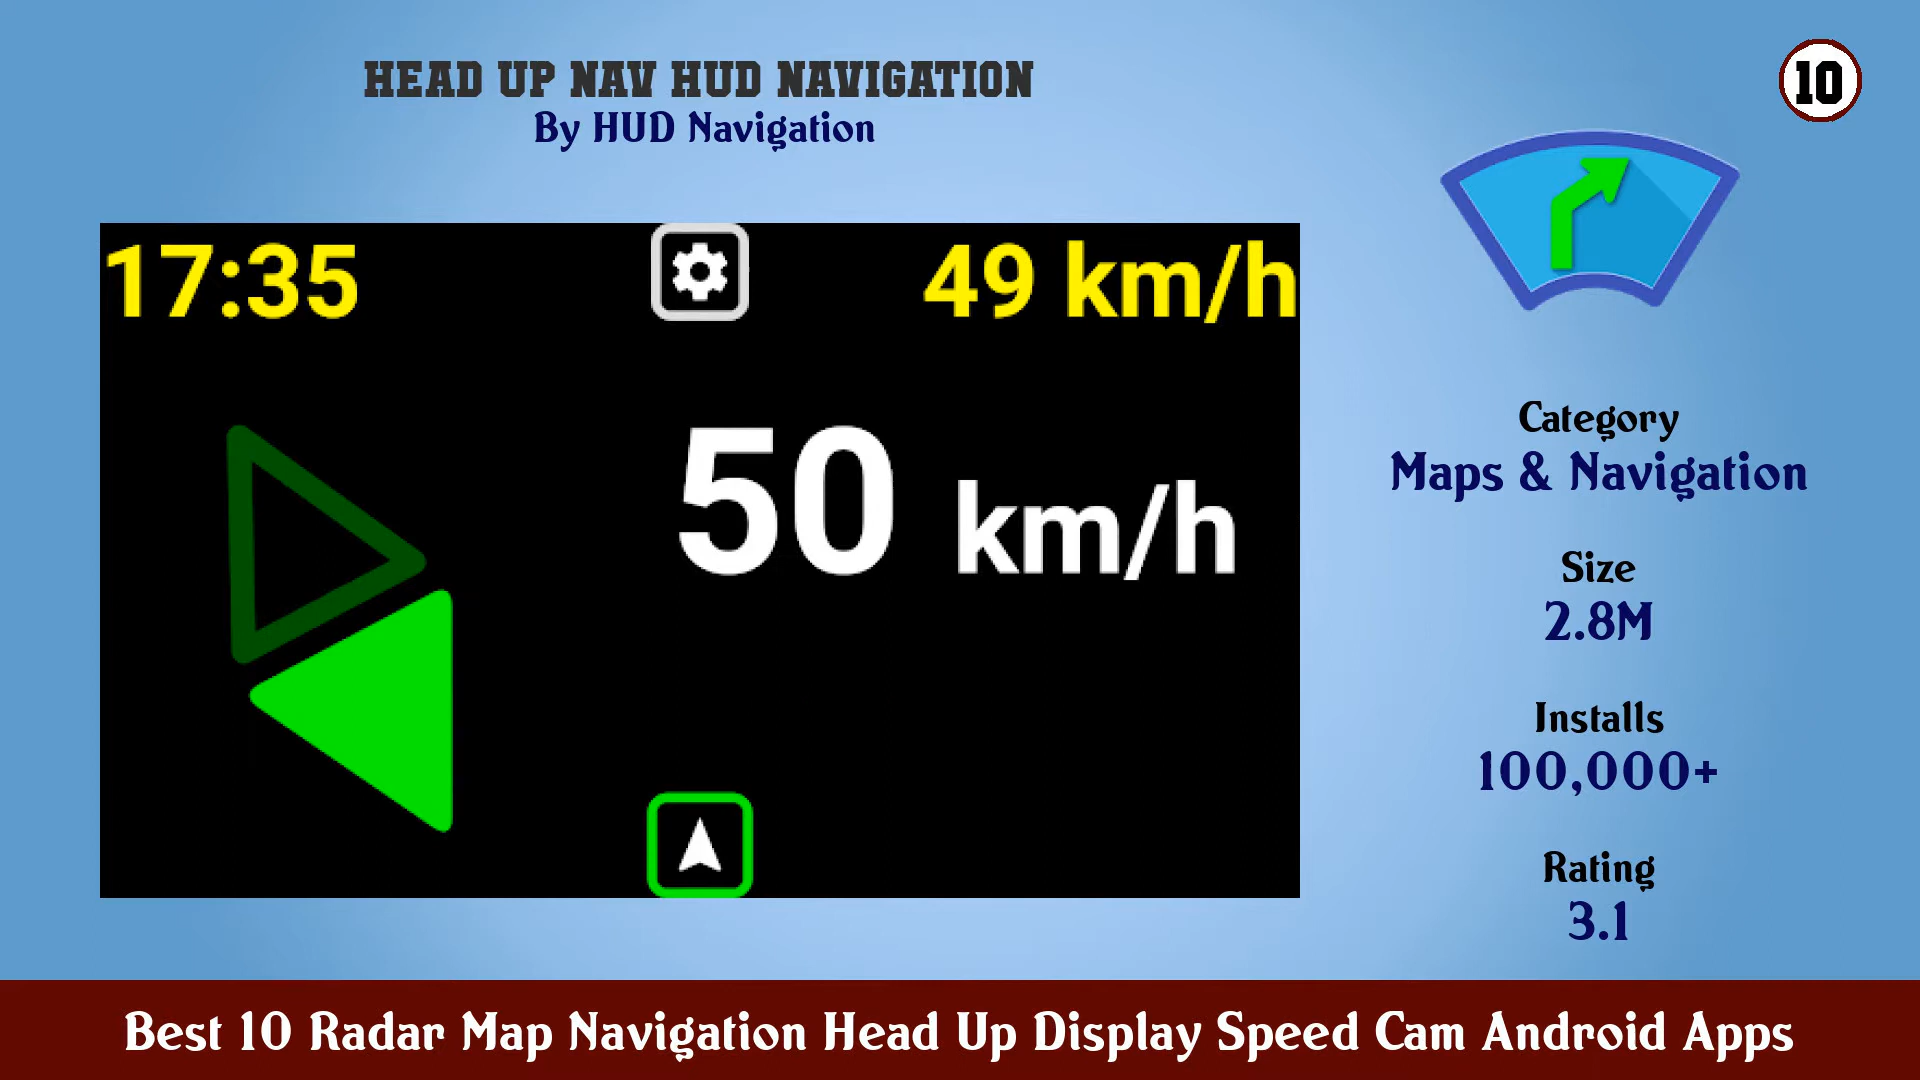 HEAD UP NAV HUD NAVIGATION
By HUD Navigation
10
17:35
49 km/h
50 km/h
Category
Maps & Navigation
Size
2.8M
Installs
100,000+
Rating
3.1
Best 10 Radar Map Navigation Head Up Display Speed Cam Android Apps